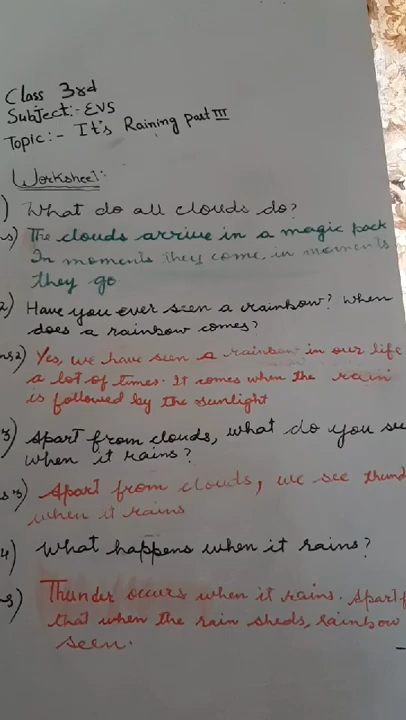 Class 3rd
Subject:- EVS
Topic:- It's Raining part III
Worksheet:
) What do all clouds do?
s) The clouds arrive in a magic pack
In moments they come, in moments
they go
2) Have you ever seen a rainbow? When
does a rainbow comes?
ns2) Yes, we have seen a rainbow in our life
a lot of times. It comes when the rain
is followed by the sunlight
3) Apart from clouds, what do you see
when it rains?
s3) Apart from clouds, we see thund
when it rains
4) What happens when it rains?
s) Thunder occurs when it rains. Apart f
that when the rain sheds, rainbow
seen.